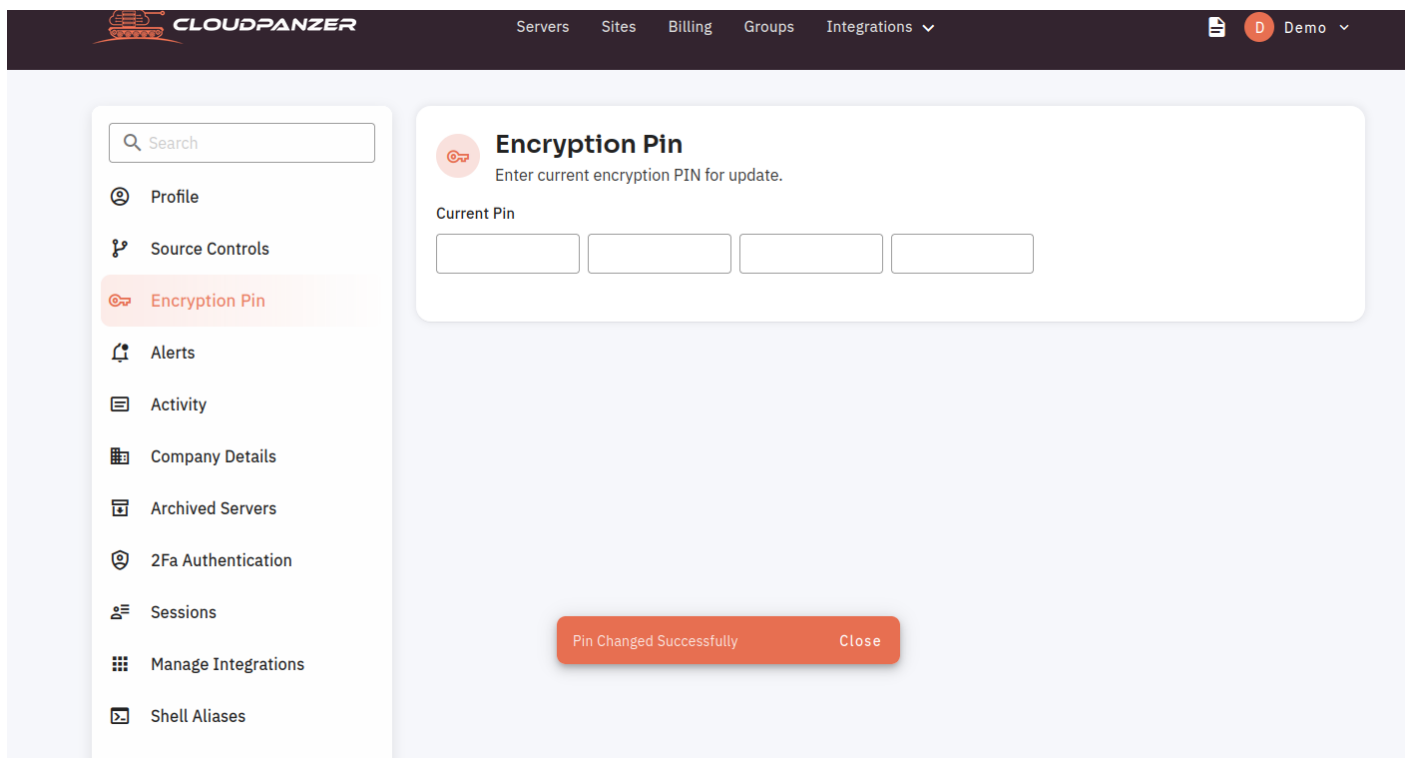 CLOUDPANZER
Servers Sites Billing Groups Integrations
D Demo
Search
Profile
Source Controls
Encryption Pin
Alerts
Activity
Company Details
Archived Servers
2Fa Authentication
Sessions
Manage Integrations
Shell Aliases
Encryption Pin
Enter current encryption PIN for update.
Current Pin
Pin Changed Successfully Close